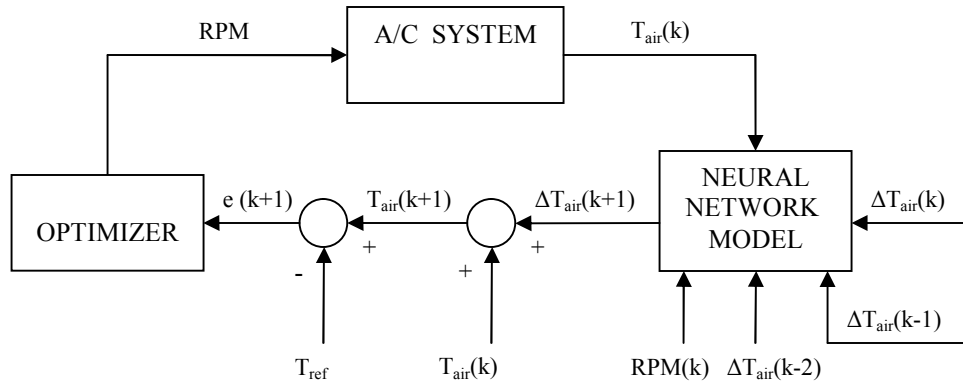 RPM
A/C SYSTEM
T_air(k)
NEURAL
NETWORK
MODEL
ΔT_air(k)
e (k+1)
T_air(k+1)
ΔT_air(k+1)
OPTIMIZER
+
+
+
-
ΔT_air(k-1)
T_ref
T_air(k)
RPM(k)
ΔT_air(k-2)